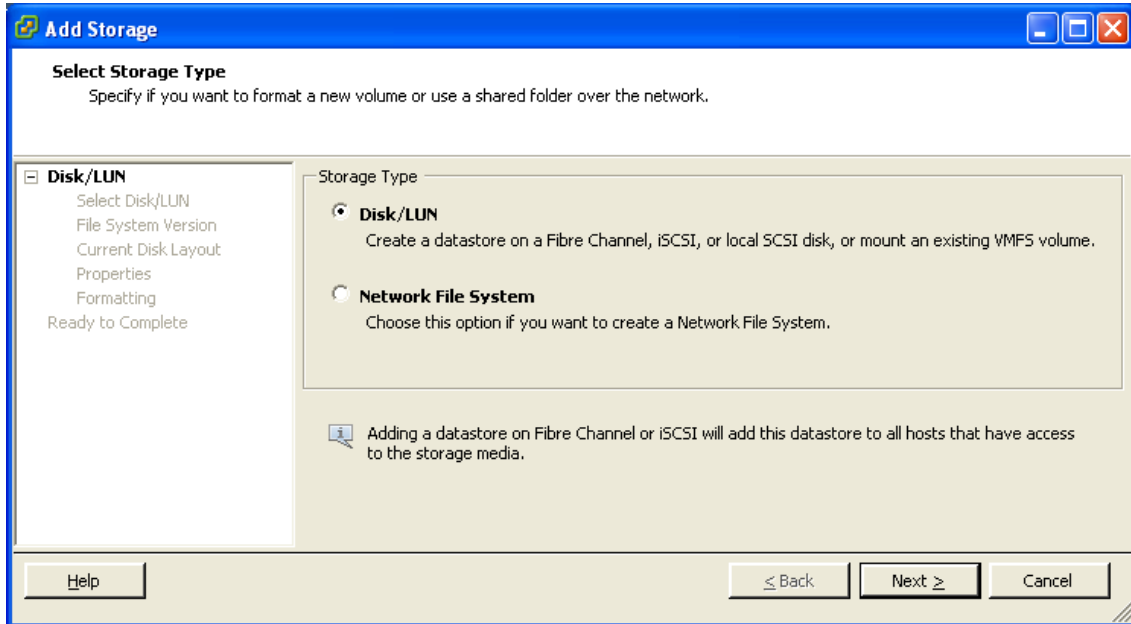 Add Storage
Select Storage Type
Specify if you want to format a new volume or use a shared folder over the network.
Disk/LUN
Select Disk/LUN
File System Version
Current Disk Layout
Properties
Formatting
Ready to Complete
Storage Type
Disk/LUN
Create a datastore on a Fibre Channel, iSCSI, or local SCSI disk, or mount an existing VMFS volume.
Network File System
Choose this option if you want to create a Network File System.
Adding a datastore on Fibre Channel or iSCSI will add this datastore to all hosts that have access
to the storage media.
Help
< Back
Next >
Cancel